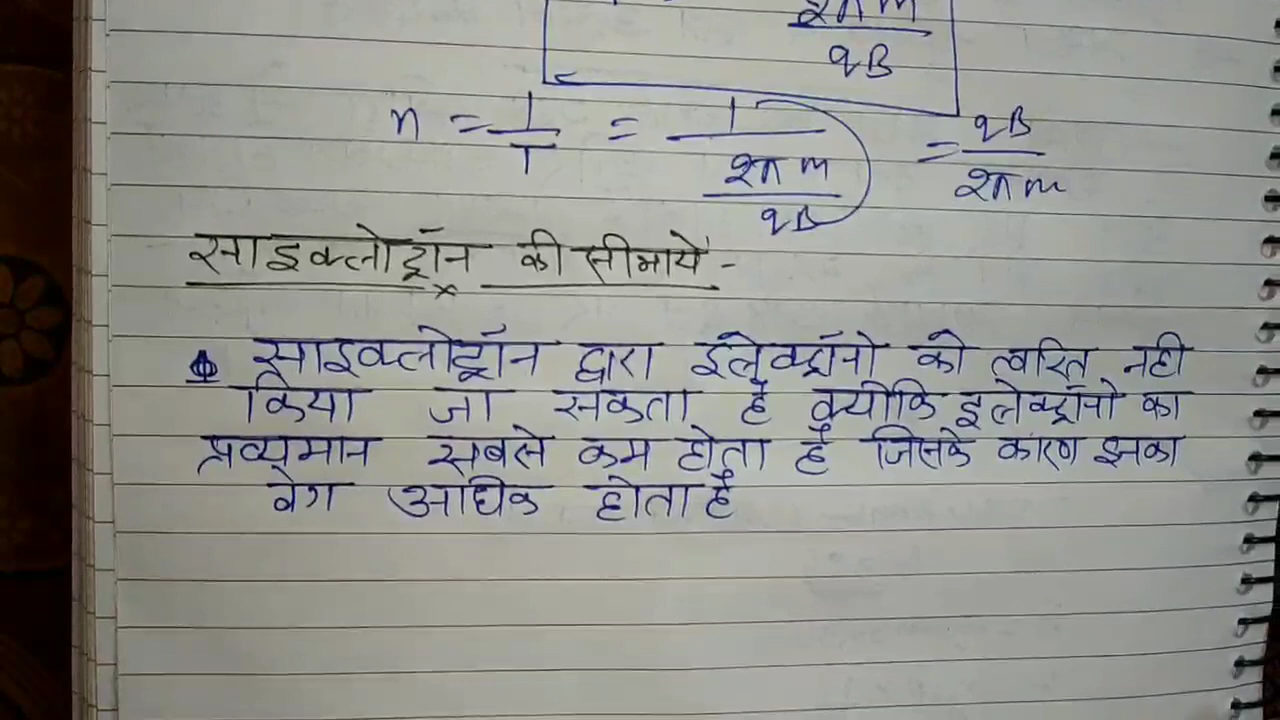 2πm
qB
n = 1/T = 1/(2πm/qB) = qB/2πm
साइक्लोट्रॉन की सीमायें -
साइक्लोट्रॉन द्वारा इलेक्ट्रॉनो को त्वरित नही
किया जा सकता है क्योकि इलेक्ट्रॉनो का
प्रव्यमान सबसे कम होता है जिसके कारण इनका
वेग अधिक होता है